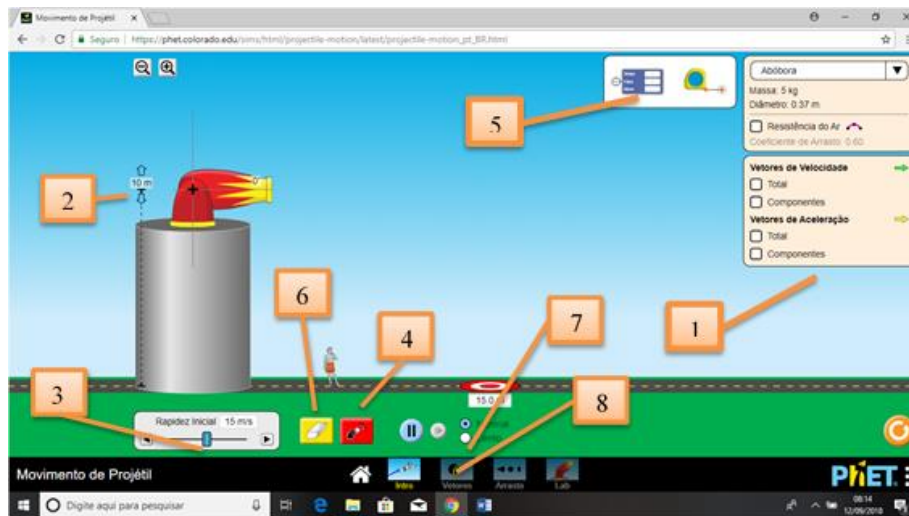 Movimento de Projétil
Seguro | https://phet.colorado.edu/sims/html/projectile-motion/latest/projectile-motion_pt_BR.html
5
Abóbora
Massa: 5 kg
Diâmetro: 0.37 m
Resistência do Ar
Coeficiente de Arrasto: 0.60
Vetores de Velocidade
Total
Componentes
Vetores de Aceleração
Total
Componentes
10 m
0°
2
6
4
7
1
3
8
15.0
Rapidez Inicial 15 m/s
Movimento de Projétil
Intro
Vetores
Arrasto
Lab
PhET
Digite aqui para pesquisar
08:14
12/09/2018